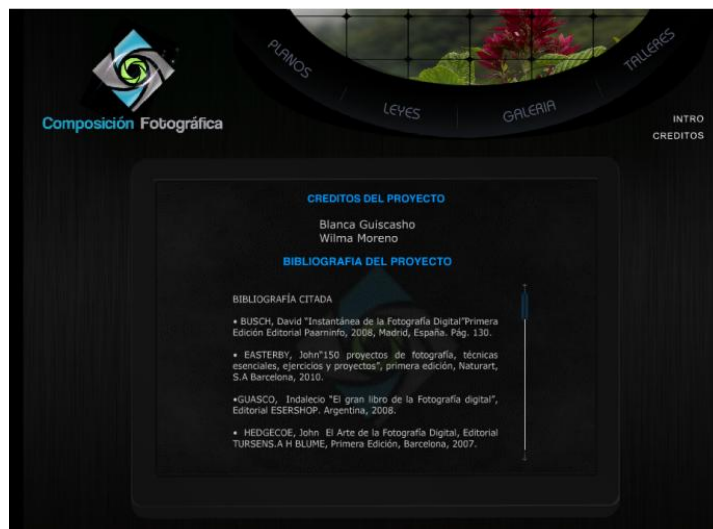 PLANOS
LEYES
GALERIA
TALLERES
Composición Fotográfica
INTRO
CREDITOS
CREDITOS DEL PROYECTO
Blanca Guiscasho
Wilma Moreno
BIBLIOGRAFIA DEL PROYECTO
BIBLIOGRAFÍA CITADA
• BUSCH, David "Instantánea de la Fotografía Digital"Primera
Edición Editorial Paarninfo, 2008, Madrid, España. Pág. 130.
• EASTERBY, John"150 proyectos de fotografía, técnicas
esenciales, ejercicios y proyectos", primera edición, Naturart,
S.A Barcelona, 2010.
•GUASCO, Indalecio "El gran libro de la Fotografía digital",
Editorial ESERSHOP. Argentina, 2008.
• HEDGECOE, John El Arte de la Fotografía Digital, Editorial
TURSENS.A H BLUME, Primera Edición, Barcelona, 2007.